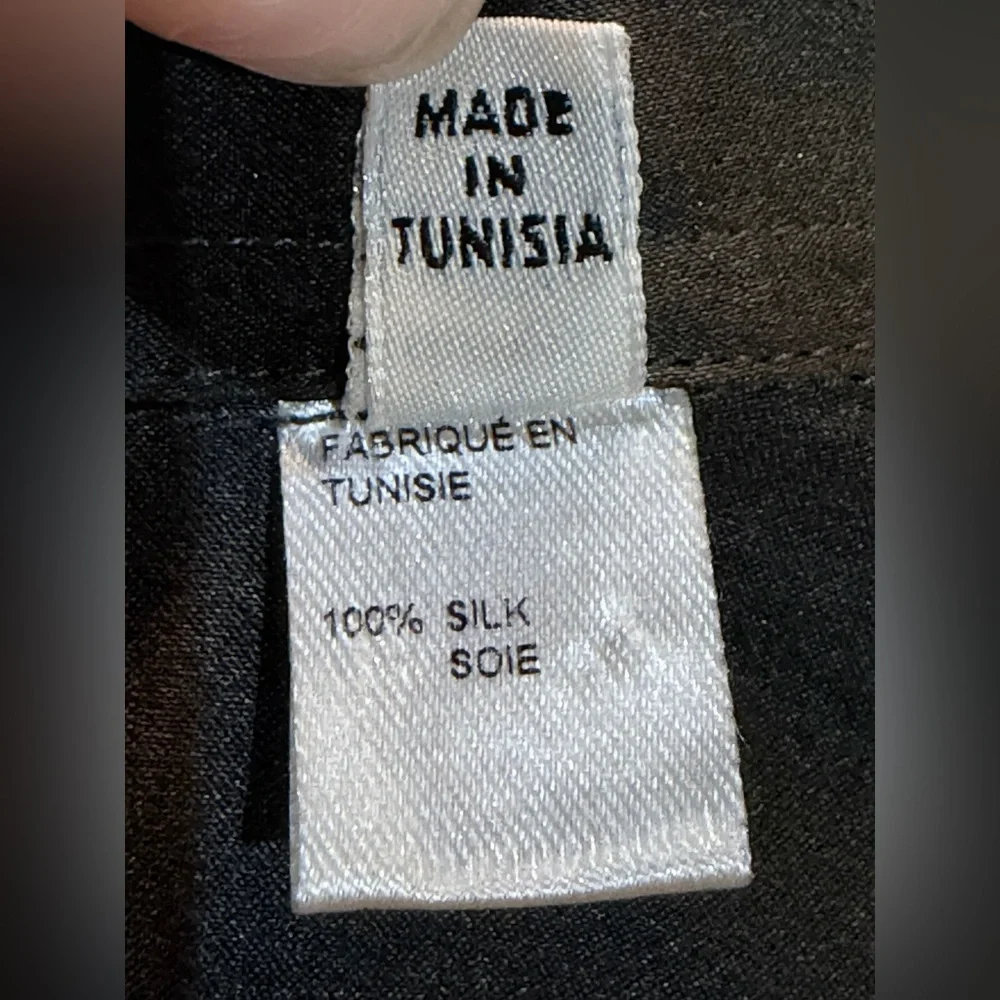 MADE
IN
TUNISIA
FABRIQUÉ EN
TUNISIE
100% SILK
SOIE